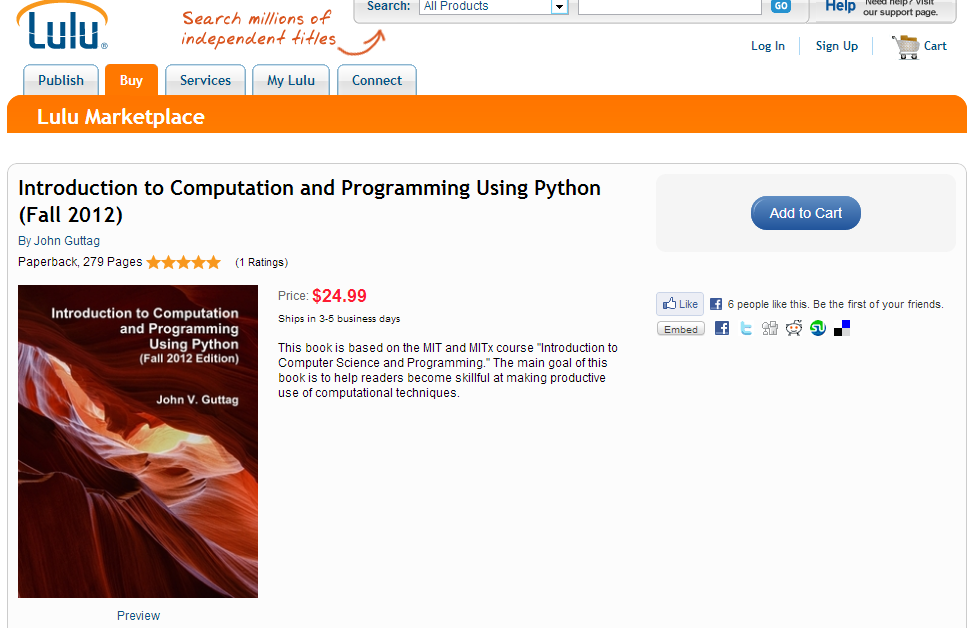 Lulu®
Search millions of
independent titles
Search: All Products GO
Help Need help? Visit
our support page.
Log In Sign Up Cart
Publish Buy Services My Lulu Connect
Lulu Marketplace
Introduction to Computation and Programming Using Python
(Fall 2012)
By John Guttag
Paperback, 279 Pages (1 Ratings)
Add to Cart
Introduction to Computation
and Programming
Using Python
(Fall 2012 Edition)
John V. Guttag
Price: $24.99
Ships in 3-5 business days
This book is based on the MIT and MITx course "Introduction to
Computer Science and Programming." The main goal of this
book is to help readers become skillful at making productive
use of computational techniques.
Like 6 people like this. Be the first of your friends.
Embed
Preview